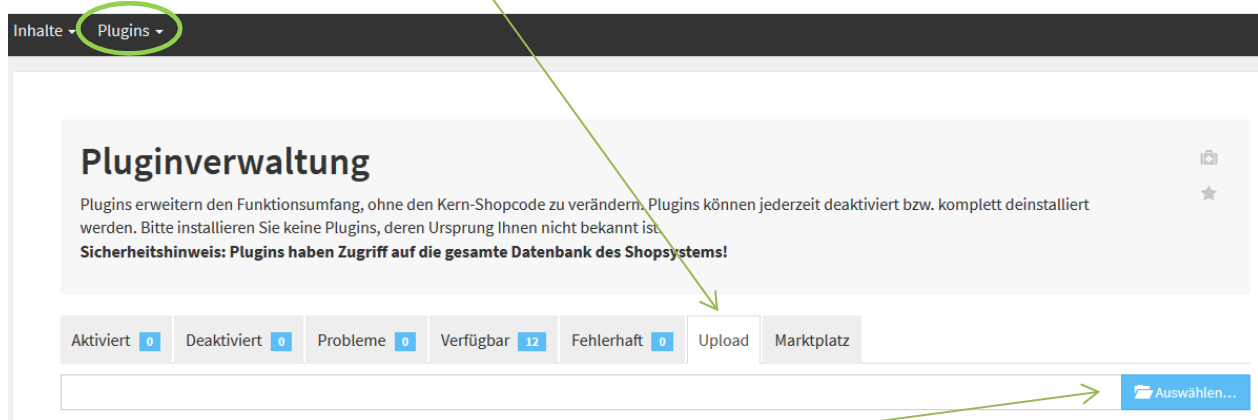 Inhalte Plugins
Pluginverwaltung
Plugins erweitern den Funktionsumfang, ohne den Kern-Shopcode zu verändern. Plugins können jederzeit deaktiviert bzw. komplett deinstalliert
werden. Bitte installieren Sie keine Plugins, deren Ursprung Ihnen nicht bekannt ist.
Sicherheitshinweis: Plugins haben Zugriff auf die gesamte Datenbank des Shopsystems!
Aktiviert 0 Deaktiviert 0 Probleme 0 Verfügbar 12 Fehlerhaft 0 Upload Marktplatz
Auswählen...